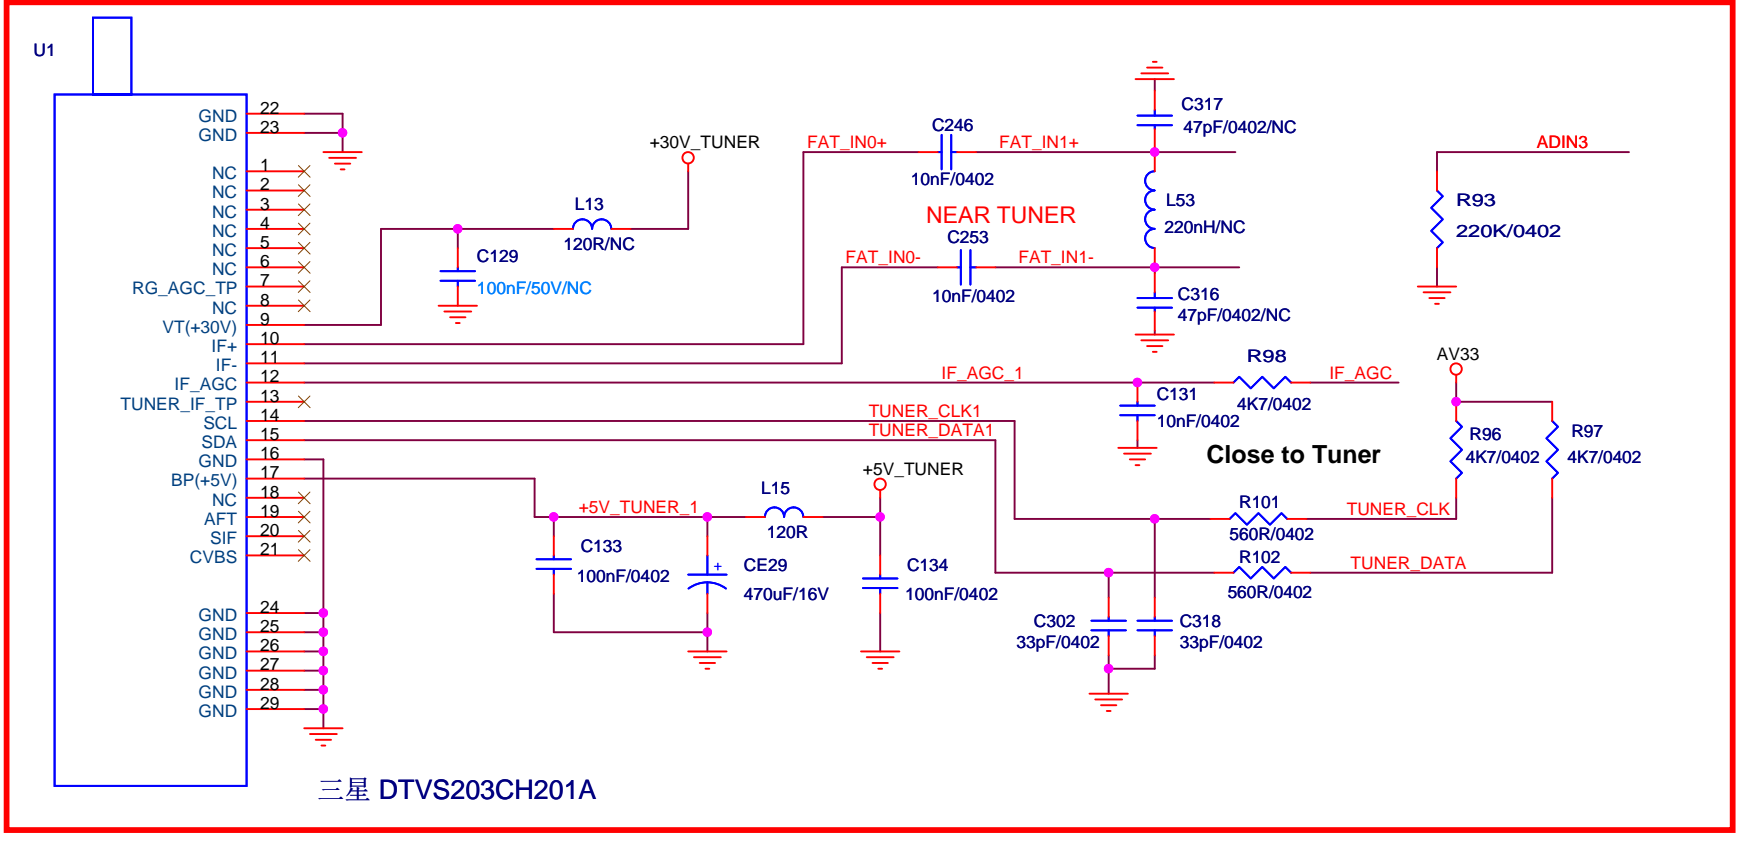 U1
GND 22
GND 23
NC 1
NC 2
NC 3
NC 4
NC 5
NC 6
RG_AGC_TP 7
NC 8
VT(+30V) 9
IF+ 10
IF- 11
IF_AGC 12
TUNER_IF_TP 13
SCL 14
SDA 15
GND 16
BP(+5V) 17
NC 18
AFT 19
SIF 20
CVBS 21
GND 24
GND 25
GND 26
GND 27
GND 28
GND 29
三星 DTVS203CH201A
+30V_TUNER
L13
120R/NC
C129
100nF/50V/NC
FAT_IN0+
C246
10nF/0402
FAT_IN1+
NEAR TUNER
FAT_IN0-
C253
10nF/0402
FAT_IN1-
C317
47pF/0402/NC
L53
220nH/NC
C316
47pF/0402/NC
ADIN3
R93
220K/0402
IF_AGC_1
C131
10nF/0402
R98
4K7/0402
IF_AGC
AV33
R96
4K7/0402
R97
4K7/0402
Close to Tuner
TUNER_CLK1
TUNER_DATA1
R101
560R/0402
TUNER_CLK
R102
560R/0402
TUNER_DATA
C302
33pF/0402
C318
33pF/0402
+5V_TUNER
+5V_TUNER_1
L15
120R
C133
100nF/0402
+
CE29
470uF/16V
C134
100nF/0402